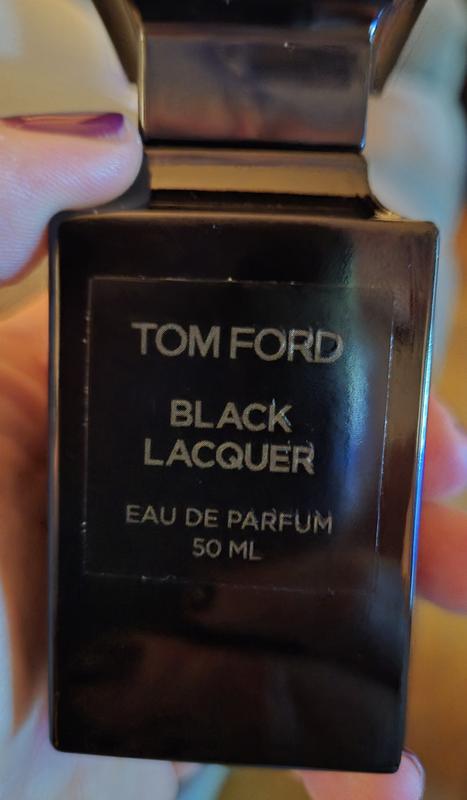 TOM FORD
BLACK
LACQUER
EAU DE PARFUM
50 ML